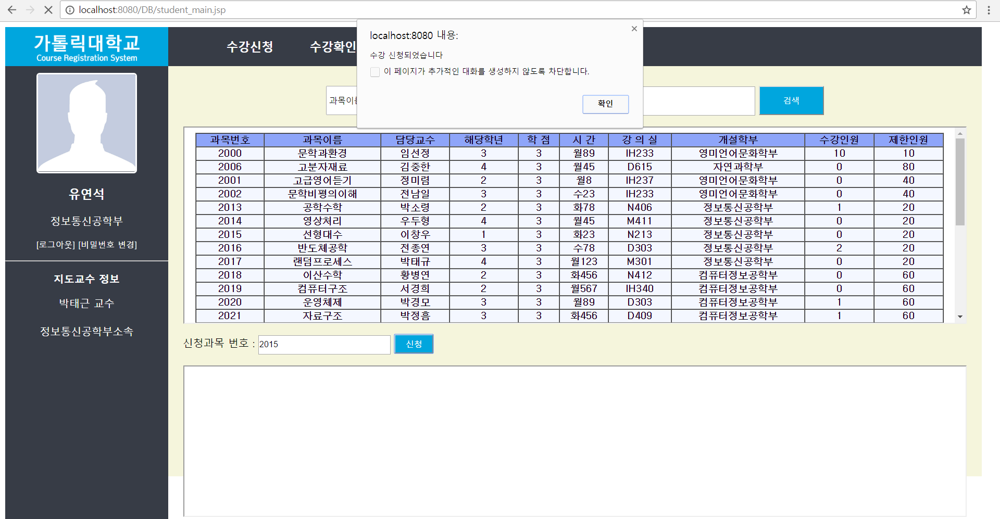 localhost:8080/DB/student_main.jsp
가톨릭대학교
Course Registration System
수강신청 수강확인
localhost:8080 내용:
수강 신청되었습니다
이 페이지가 추가적인 대화를 생성하지 않도록 차단합니다.
확인
과목이름
검색
유연석
정보통신공학부
[로그아웃] [비밀번호 변경]
지도교수 정보
박태근 교수
정보통신공학부소속
과목번호 과목이름 담당교수 해당학년 학 점 시 간 강 의 실 개설학부 수강인원 제한인원
2000 문학과환경 임선정 3 3 월89 IH233 영미언어문화학부 10 10
2006 고분자재료 김중한 4 3 월45 D615 자연과학부 0 80
2001 고급영어듣기 정미렴 2 3 월8 IH237 영미언어문화학부 0 40
2002 문학비평의이해 전남일 3 3 수23 IH233 영미언어문화학부 0 40
2013 공학수학 박소령 2 3 화78 N406 정보통신공학부 1 20
2014 영상처리 우두형 4 3 월45 M411 정보통신공학부 0 20
2015 선형대수 이창우 1 3 화23 N213 정보통신공학부 0 20
2016 반도체공학 전종연 3 3 수78 D303 정보통신공학부 2 20
2017 랜덤프로세스 박태규 4 3 월123 M301 정보통신공학부 0 20
2018 이산수학 황병연 2 3 화456 N412 컴퓨터정보공학부 0 60
2019 컴퓨터구조 서경희 2 3 월567 IH340 컴퓨터정보공학부 0 60
2020 운영체제 박경모 3 3 월89 D303 컴퓨터정보공학부 1 60
2021 자료구조 박정흠 3 3 화456 D409 컴퓨터정보공학부 1 60
신청과목 번호 : 2015 신청